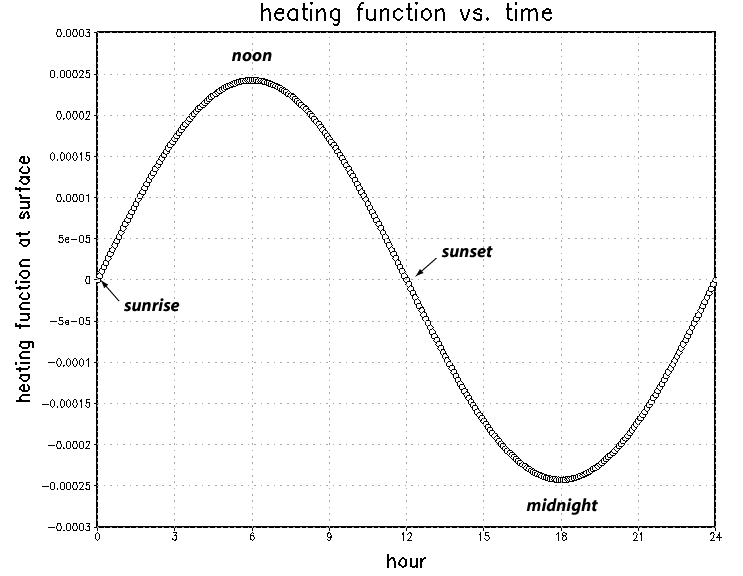 heating function vs. time
0.0003
noon
0.00025
0.0002
0.00015
0.0001
5e-05
sunset
0
sunrise
-5e-05
-0.0001
-0.00015
-0.0002
-0.00025
midnight
-0.0003
heating function at surface
0 3 6 9 12 15 18 21 24
hour